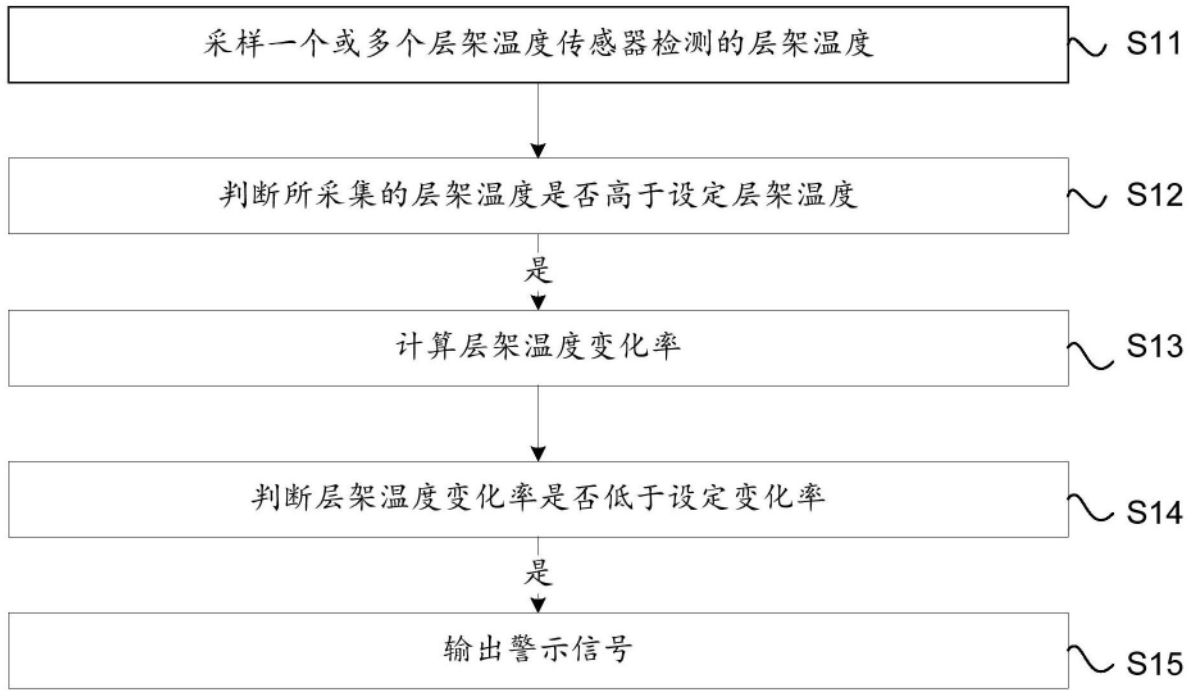 采样一个或多个层架温度传感器检测的层架温度
S11
判断所采集的层架温度是否高于设定层架温度
S12
是
计算层架温度变化率
S13
判断层架温度变化率是否低于设定变化率
S14
是
输出警示信号
S15